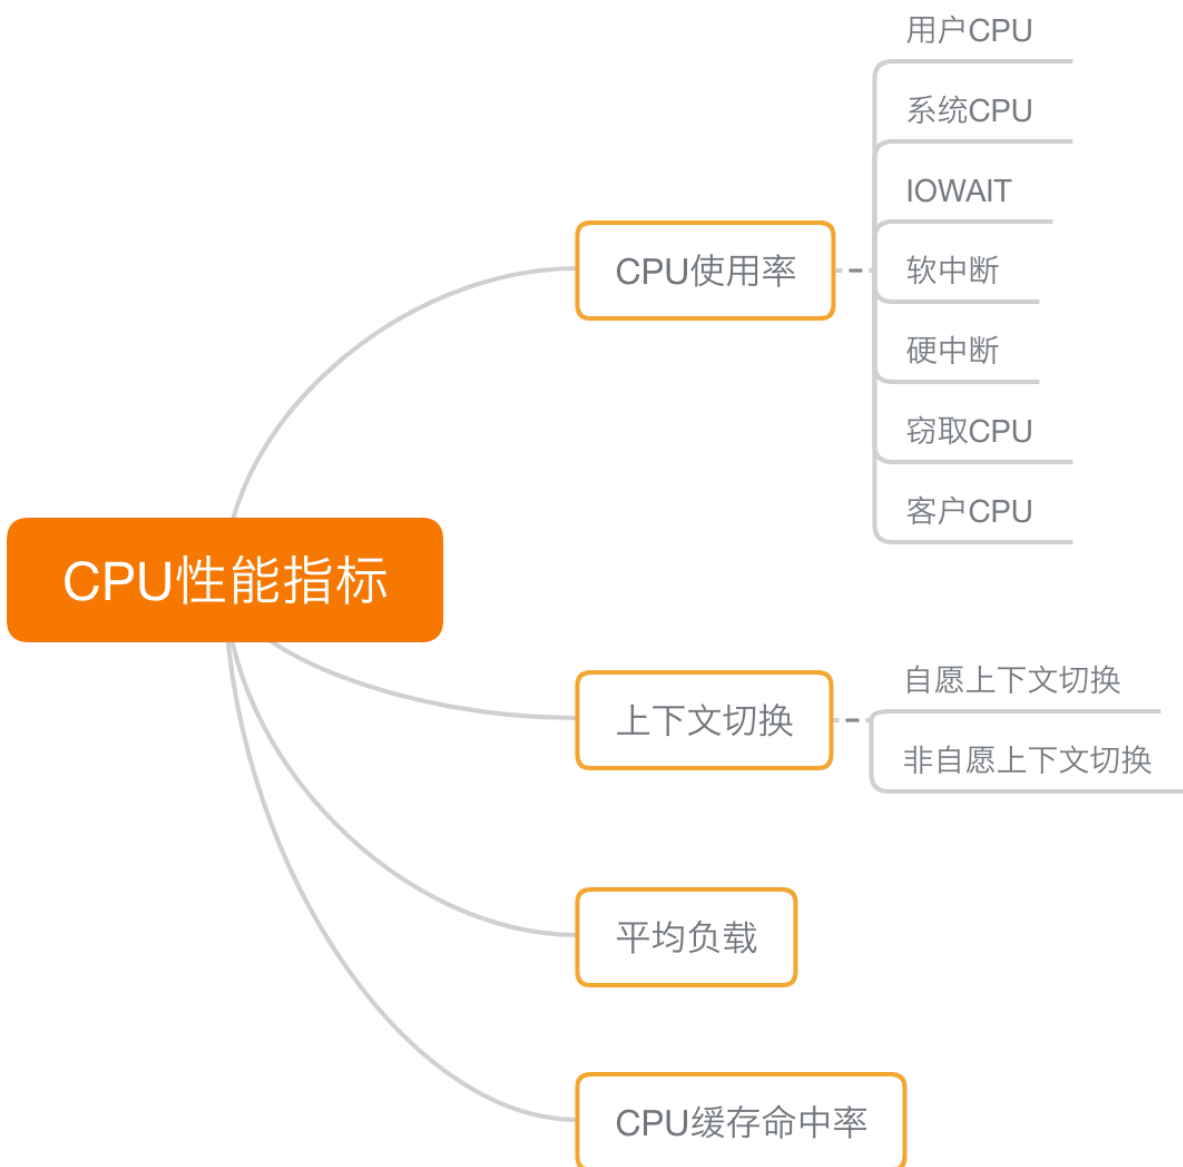 用户CPU
系统CPU
IOWAIT
CPU使用率
软中断
硬中断
窃取CPU
客户CPU
CPU性能指标
自愿上下文切换
上下文切换
非自愿上下文切换
平均负载
CPU缓存命中率